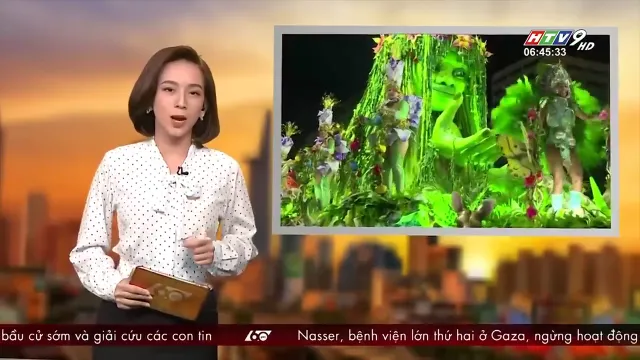 HTV9 HD
06:45:33
bầu cử sớm và giải cứu các con tin 60 Nasser, bệnh viện lớn thứ hai ở Gaza, ngừng hoạt động